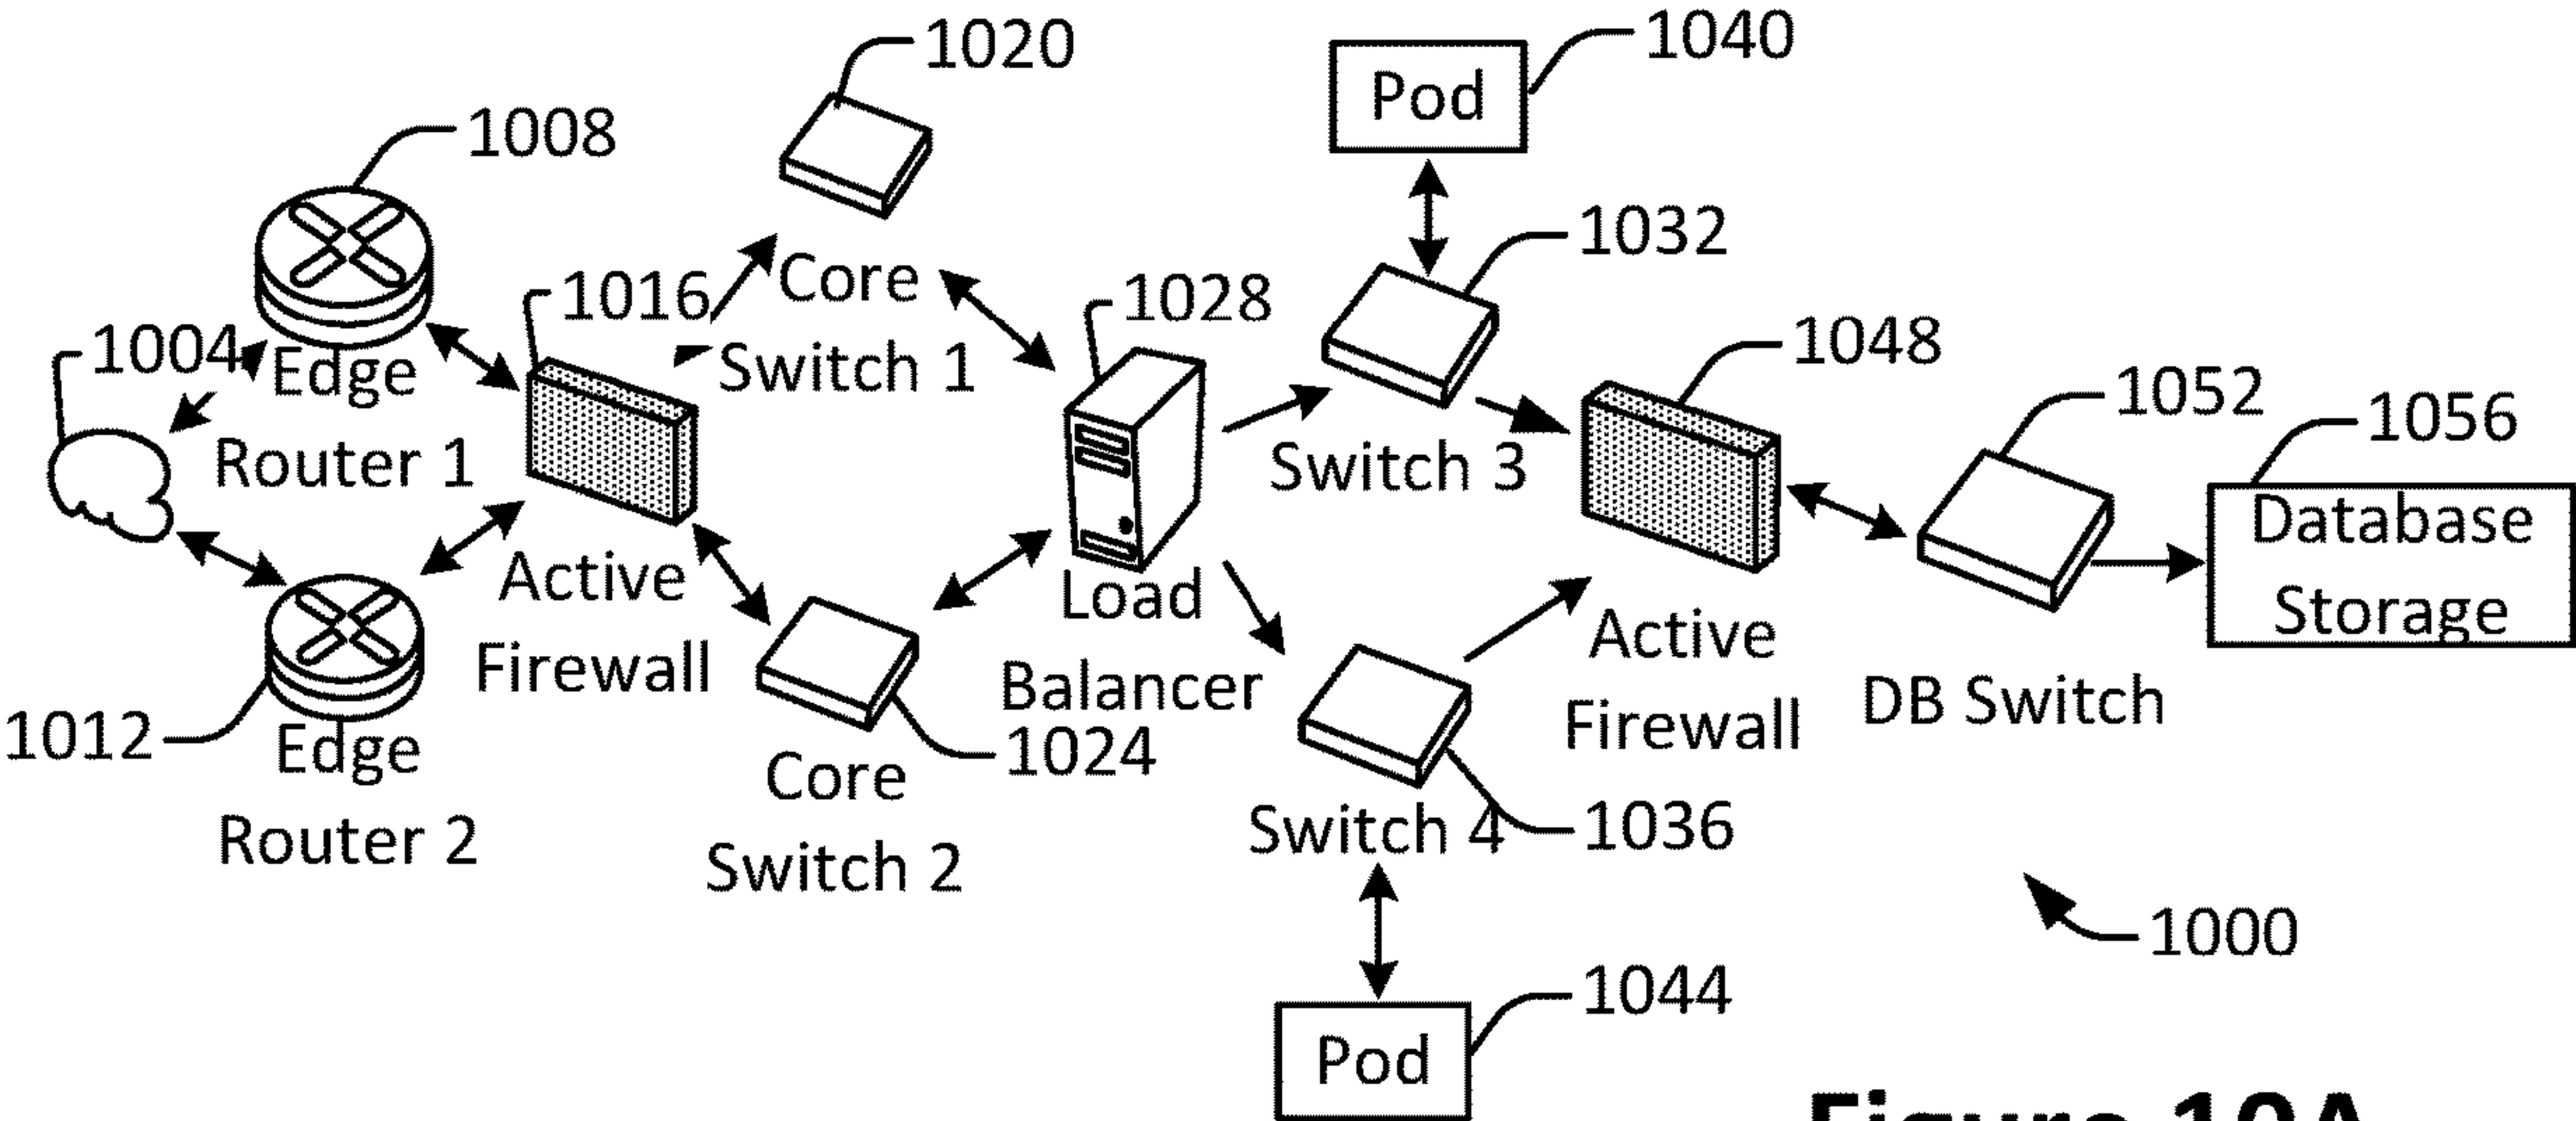 1020
1040
Pod
1008
1032
Core
Switch 1
1016
1028
1004
Edge
Router 1
1048
1052
1056
Switch 3
Database
Storage
Active
Firewall
Load
Balancer
Active
Firewall
DB Switch
1012
Edge
Router 2
1024
Core
Switch 2
Switch 4
1036
1000
1044
Pod
Figure 10A